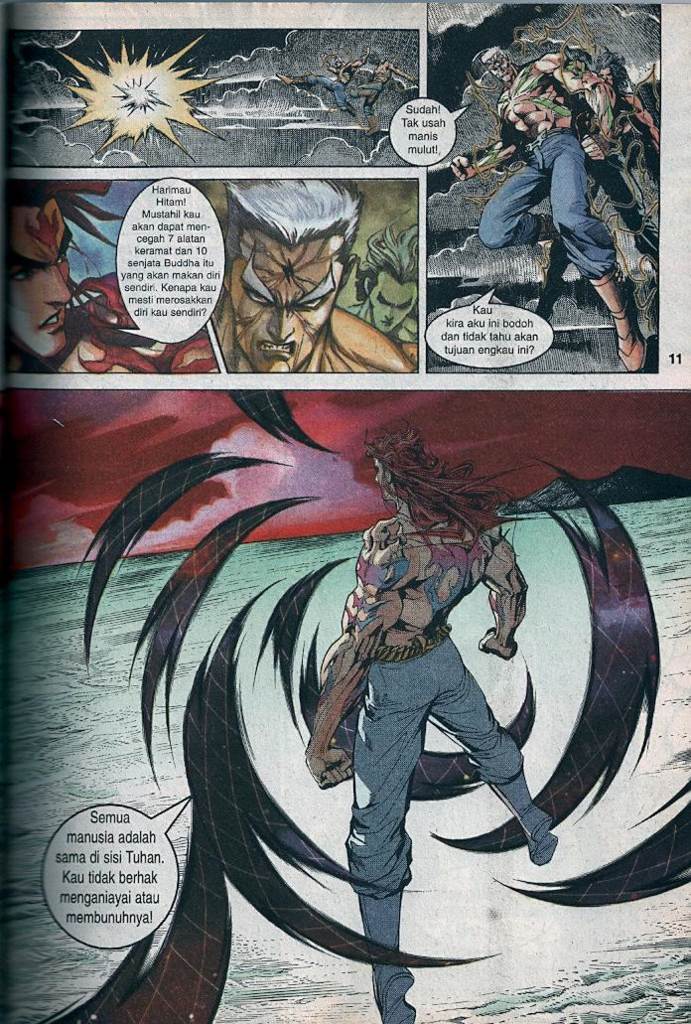 Sudah!
Tak usah
manis
mulut!,
Harimau
Hitam!
Mustahil kau
akan dapat men-
cegah 7 alatan
keramat dan 10
senjata Buddha itu
yang akan makan diri
sendiri. Kenapa kau
mesti merosakkan
diri kau sendiri?
Kau
kira aku ini bodoh
dan tidak tahu akan
tujuan engkau ini?
11
Semua
manusia adalah
sama di sisi Tuhan.
Kau tidak berhak
menganiayai atau
membunuhnya!